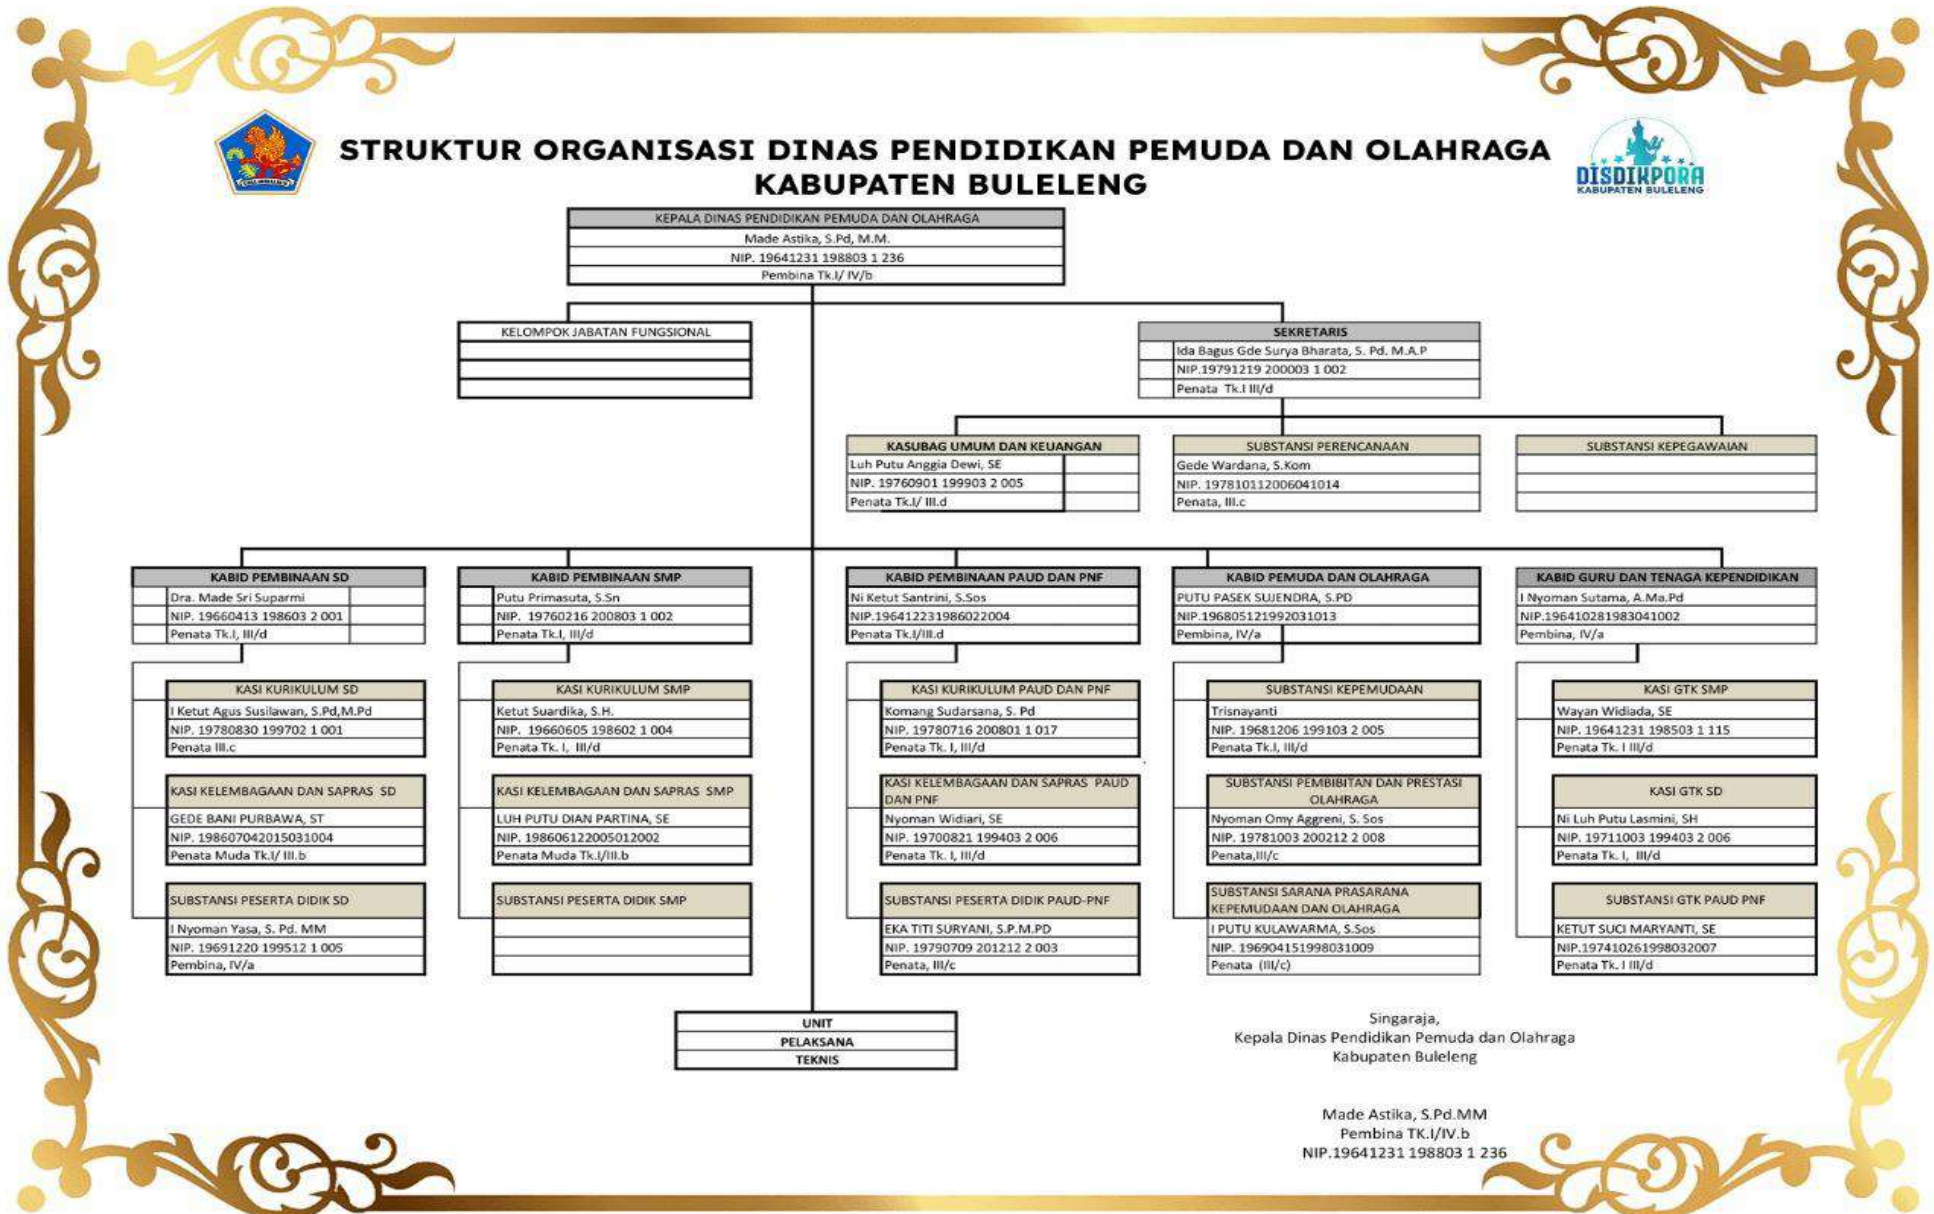 STRUKTUR ORGANISASI DINAS PENDIDIKAN PEMUDA DAN OLAHRAGA
KABUPATEN BULELENG
DISDIKPORA
KABUPATEN BULELENG
KEPALA DINAS PENDIDIKAN PEMUDA DAN OLAHRAGA
Made Astika, S.Pd, M.M.
NIP. 19641231 198803 1 236
Pembina Tk.I/ IV/b
KELOMPOK JABATAN FUNGSIONAL
SEKRETARIS
Ida Bagus Gde Surya Bharata, S. Pd. M.A.P
NIP.19791219 200003 1 002
Penata Tk.I III/d
KASUBAG UMUM DAN KEUANGAN
Luh Putu Anggia Dewi, SE
NIP. 19760901 199903 2 005
Penata Tk.I/ III.d
SUBSTANSI PERENCANAAN
Gede Wardana, S.Kom
NIP. 197810112006041014
Penata, III.c
SUBSTANSI KEPEGAWAIAN
KABID PEMBINAAN SD
Dra. Made Sri Suparmi
NIP. 19660413 198603 2 001
Penata Tk.I, III/d
KASI KURIKULUM SD
I Ketut Agus Susilawan, S.Pd,M.Pd
NIP. 19780830 199702 1 001
Penata III.c
KASI KELEMBAGAAN DAN SAPRAS SD
GEDE BANI PURBAWA, ST
NIP. 198607042015031004
Penata Muda Tk.I/ III.b
SUBSTANSI PESERTA DIDIK SD
I Nyoman Yasa, S. Pd. MM
NIP. 19691220 199512 1 005
Pembina, IV/a
KABID PEMBINAAN SMP
Putu Primasuta, S.Sn
NIP. 19760216 200803 1 002
Penata Tk.I, III/d
KASI KURIKULUM SMP
Ketut Suardika, S.H.
NIP. 19660605 198602 1 004
Penata Tk. I, III/d
KASI KELEMBAGAAN DAN SAPRAS SMP
LUH PUTU DIAN PARTINA, SE
NIP. 198606122005012002
Penata Muda Tk.I/III.b
SUBSTANSI PESERTA DIDIK SMP
KABID PEMBINAAN PAUD DAN PNF
Ni Ketut Santrini, S.Sos
NIP.196412231986022004
Penata Tk.I/III.d
KASI KURIKULUM PAUD DAN PNF
Komang Sudarsana, S. Pd
NIP. 19780716 200801 1 017
Penata Tk. I, III/d
KASI KELEMBAGAAN DAN SAPRAS PAUD
DAN PNF
Nyoman Widiari, SE
NIP. 19700821 199403 2 006
Penata Tk. I, III/d
SUBSTANSI PESERTA DIDIK PAUD-PNF
EKA TITI SURYANI, S.P.M.PD
NIP. 19790709 201212 2 003
Penata, III/c
KABID PEMUDA DAN OLAHRAGA
PUTU PASEK SUJENDRA, S.PD
NIP.196805121992031013
Pembina, IV/a
SUBSTANSI KEPEMUDAAN
Trisnayanti
NIP. 19681206 199103 2 005
Penata Tk.I, III/d
SUBSTANSI PEMBIBITAN DAN PRESTASI
OLAHRAGA
Nyoman Omy Aggreni, S. Sos
NIP. 19781003 200212 2 008
Penata,III/c
SUBSTANSI SARANA PRASARANA
KEPEMUDAAN DAN OLAHRAGA
I PUTU KULAWARMA, S.Sos
NIP. 196904151998031009
Penata (III/c)
KABID GURU DAN TENAGA KEPENDIDIKAN
I Nyoman Sutama, A.Ma.Pd
NIP.196410281983041002
Pembina, IV/a
KASI GTK SMP
Wayan Widiada, SE
NIP. 19641231 198503 1 115
Penata Tk. I III/d
KASI GTK SD
Ni Luh Putu Lasmini, SH
NIP. 19711003 199403 2 006
Penata Tk. I, III/d
SUBSTANSI GTK PAUD PNF
KETUT SUCI MARYANTI, SE
NIP.197410261998032007
Penata Tk. I III/d
UNIT
PELAKSANA
TEKNIS
Singaraja,
Kepala Dinas Pendidikan Pemuda dan Olahraga
Kabupaten Buleleng
Made Astika, S.Pd.MM
Pembina TK.I/IV.b
NIP.19641231 198803 1 236